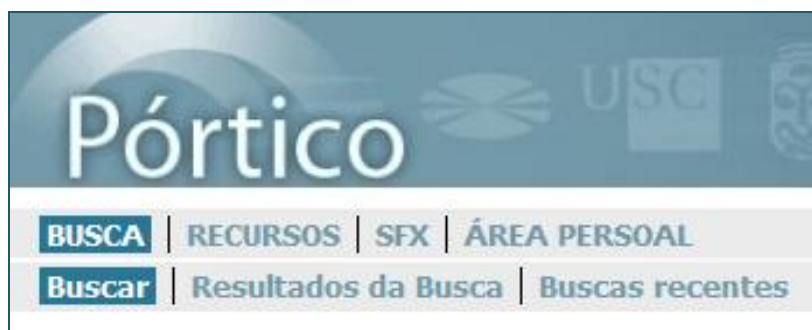 USC
Pórtico
BUSCA | RECURSOS | SFX | ÁREA PERSOAL
Buscar | Resultados da Busca | Buscas recentes